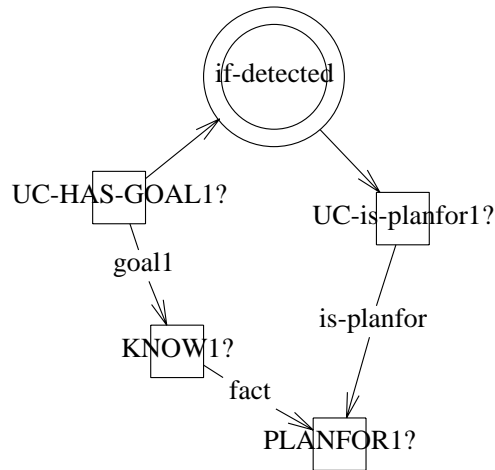 if-detected
UC-HAS-GOAL1?
UC-is-planfor1?
goal1
is-planfor
KNOW1?
fact
PLANFOR1?